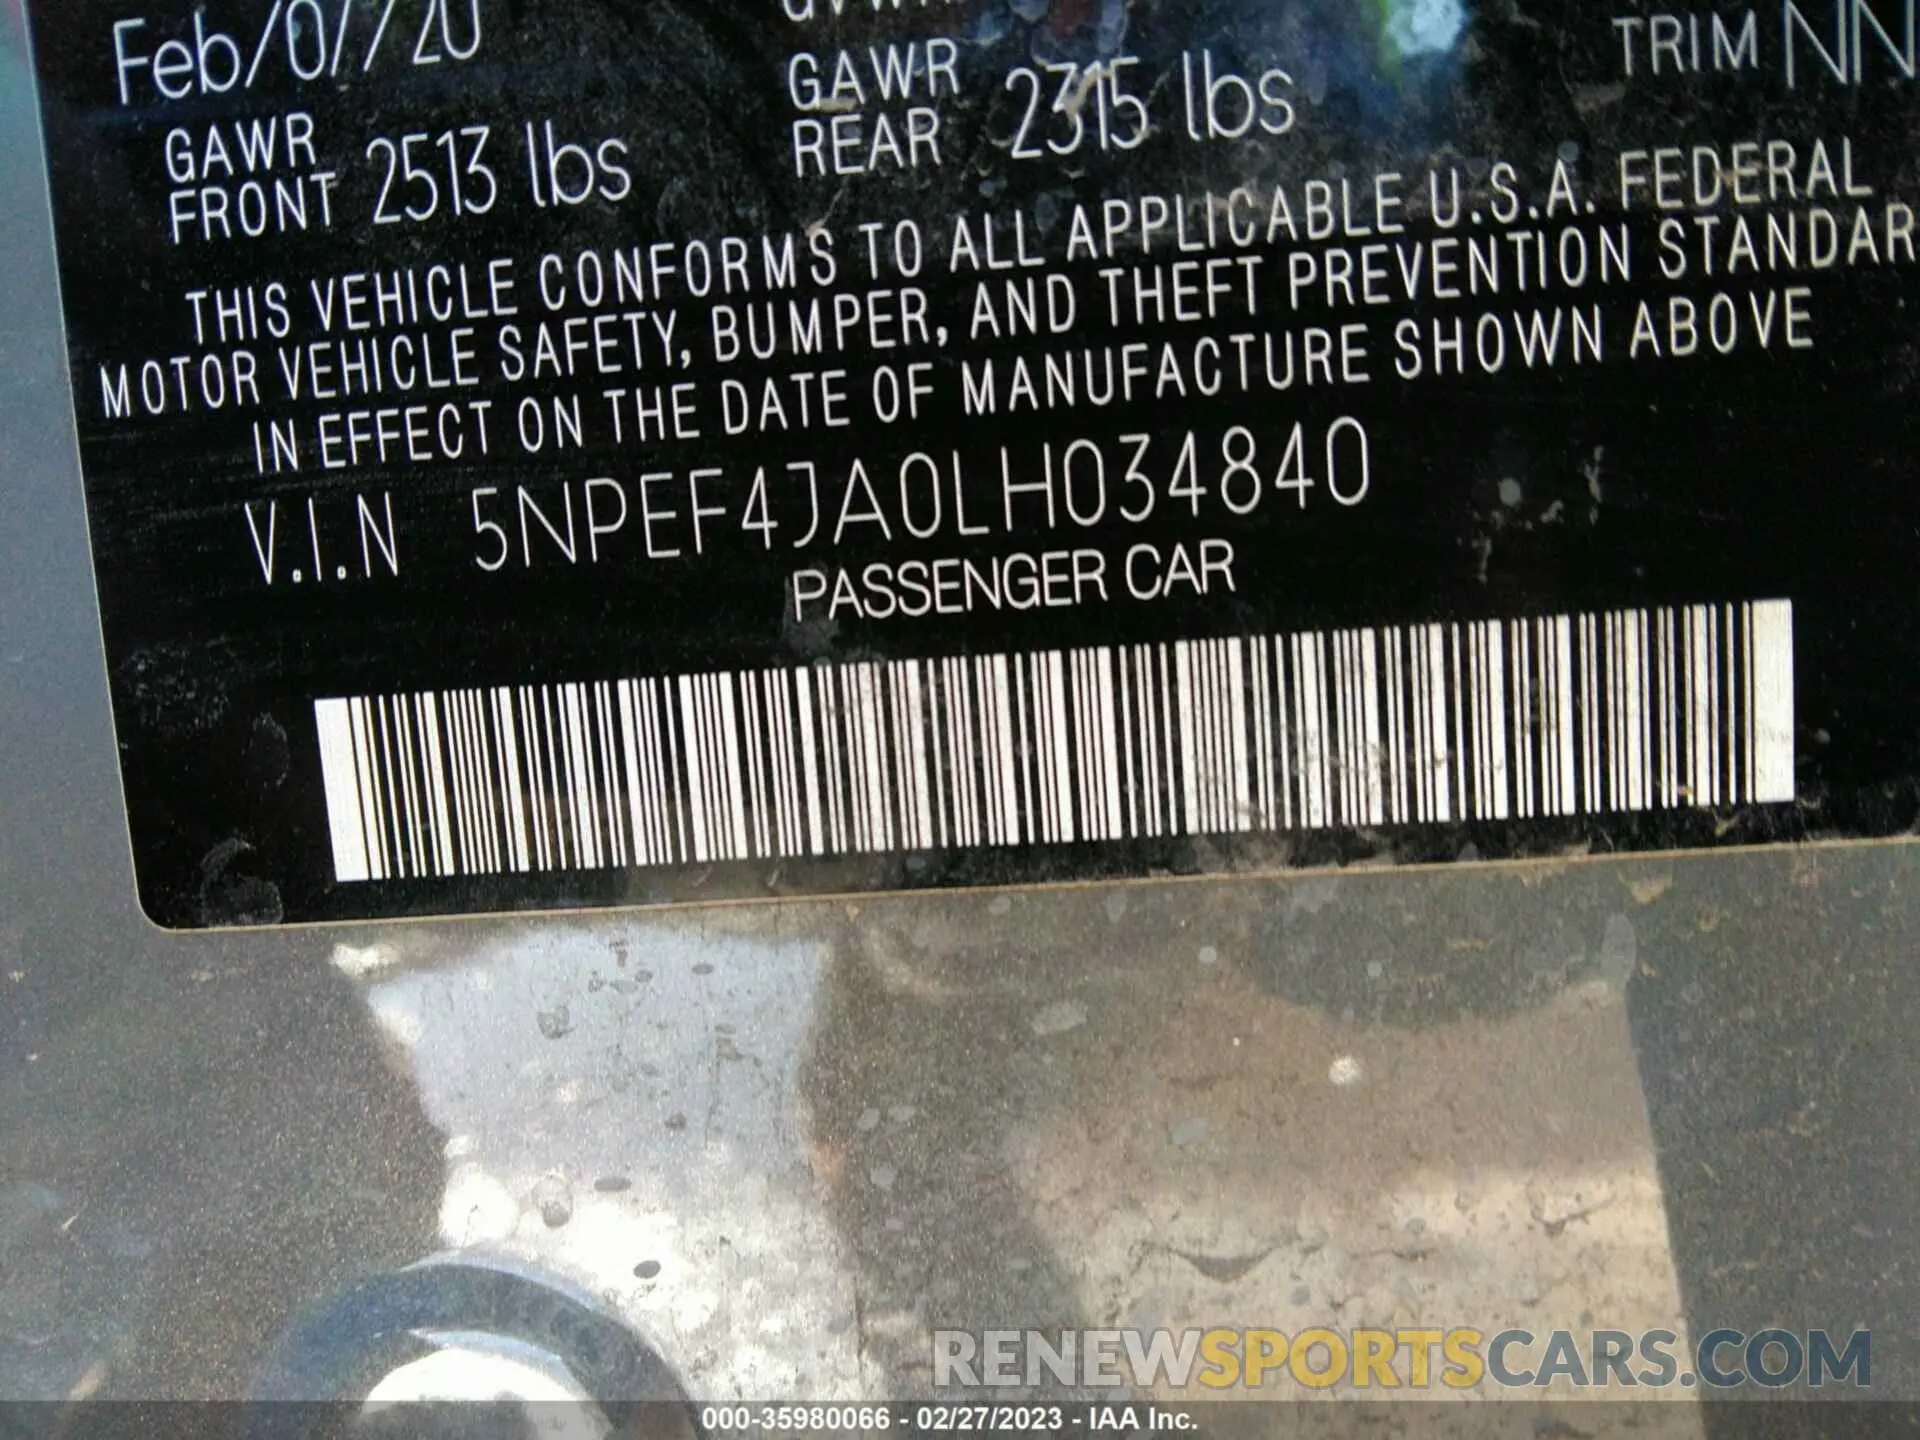 Feb/07/20
GAWR FRONT 2513 lbs
GAWR REAR 2315 lbs
TRIM NN
THIS VEHICLE CONFORMS TO ALL APPLICABLE U.S.A. FEDERAL
MOTOR VEHICLE SAFETY, BUMPER, AND THEFT PREVENTION STANDAR
IN EFFECT ON THE DATE OF MANUFACTURE SHOWN ABOVE
V.I.N 5NPEF4JA0LH034840
PASSENGER CAR
RENEWSPORTSCARS.COM
000-35980066 - 02/27/2023 - IAA Inc.